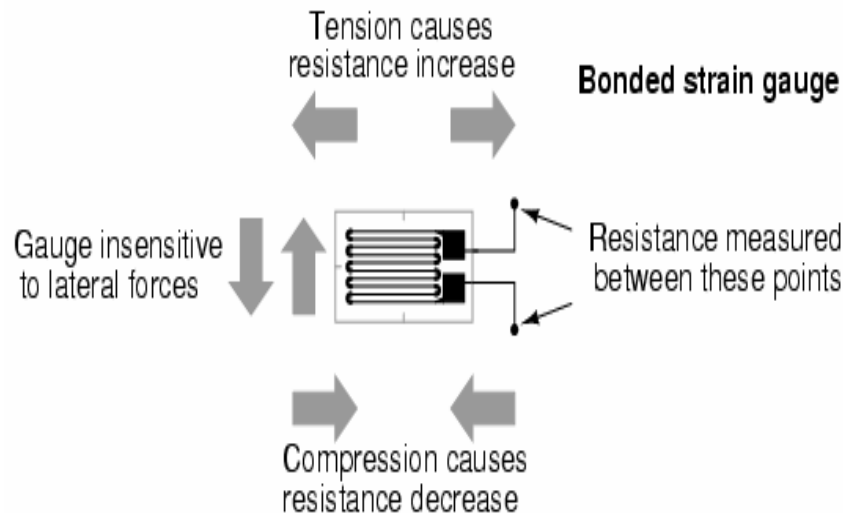 Tension causes
resistance increase
Bonded strain gauge
Gauge insensitive
to lateral forces
Resistance measured
between these points
Compression causes
resistance decrease